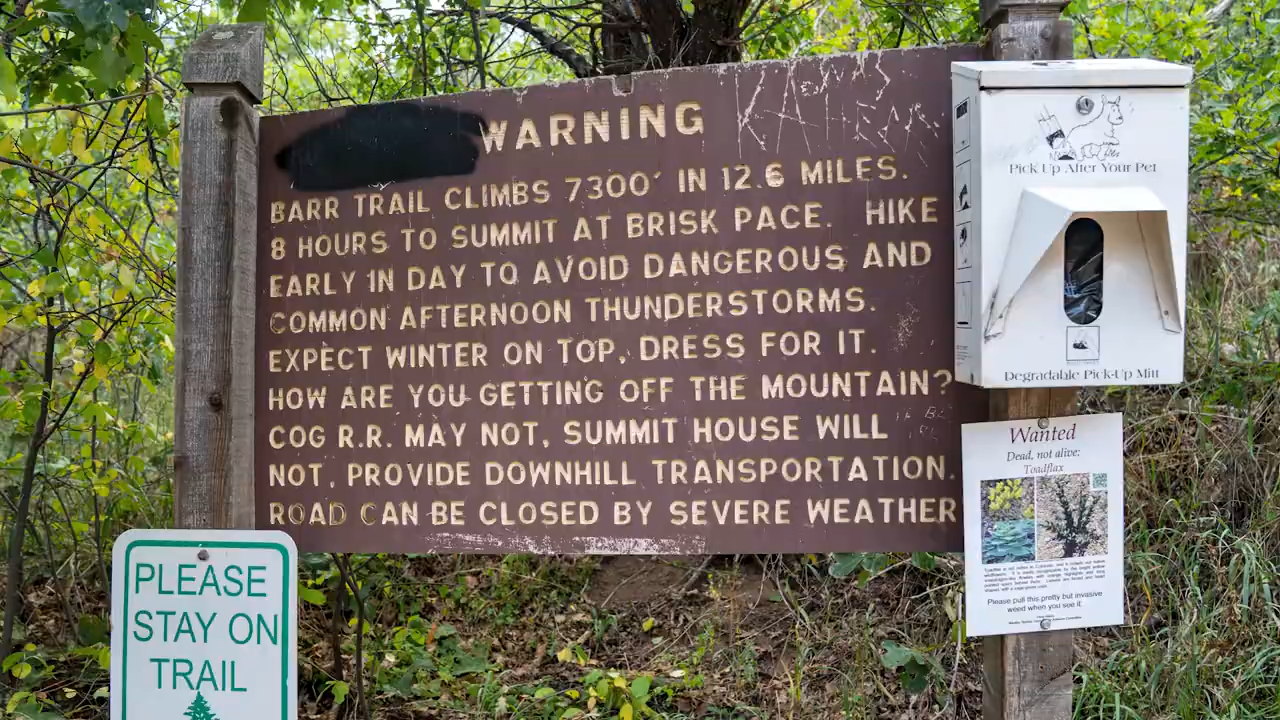 WARNING
BARR TRAIL CLIMBS 7300' IN 12.6 MILES.
8 HOURS TO SUMMIT AT BRISK PACE. HIKE
EARLY IN DAY TO AVOID DANGEROUS AND
COMMON AFTERNOON THUNDERSTORMS.
EXPECT WINTER ON TOP, DRESS FOR IT.
HOW ARE YOU GETTING OFF THE MOUNTAIN?
COG R.R. MAY NOT, SUMMIT HOUSE WILL
NOT, PROVIDE DOWNHILL TRANSPORTATION.
ROAD CAN BE CLOSED BY SEVERE WEATHER
Pick Up After Your Pet
Degradable Pick-Up Mitt
Wanted
Dead, not alive:
Toadflax
Please pull this pretty but invasive
weed when you see it
PLEASE
STAY ON
TRAIL